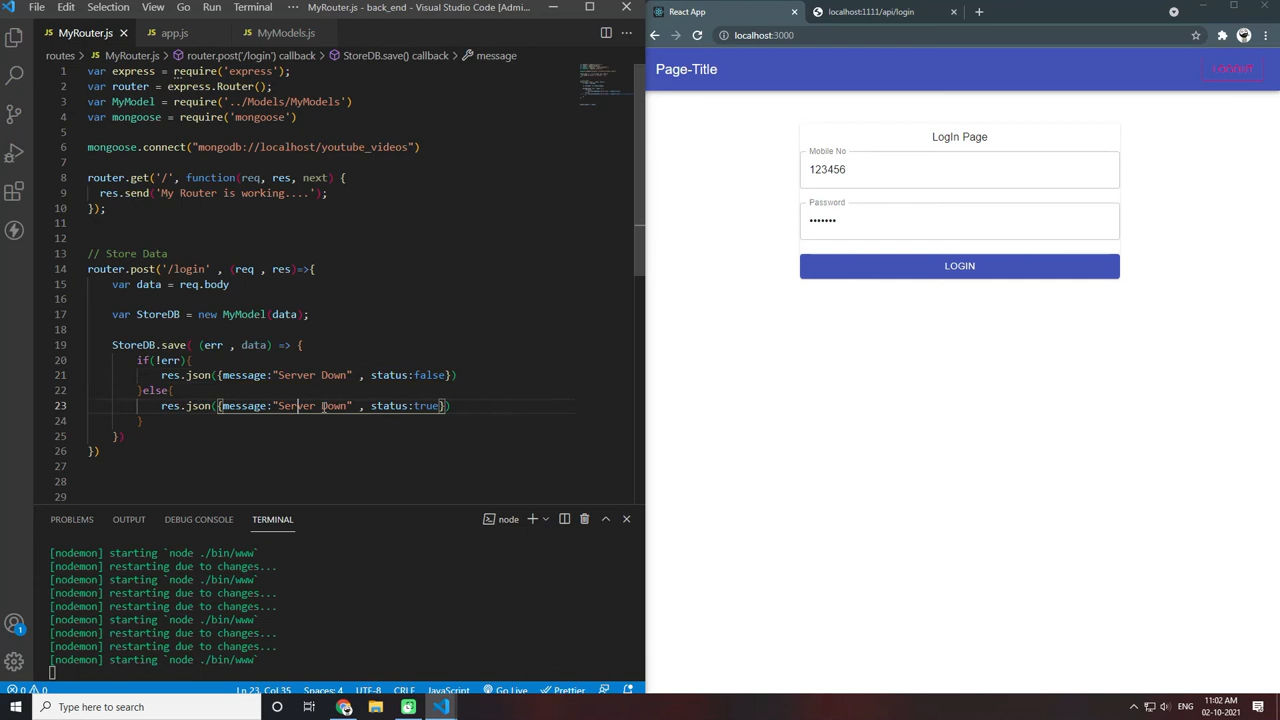 File Edit Selection View Go Run Terminal ... MyRouter.js - back_end - Visual Studio Code [Admi...
MyRouter.js app.js MyModels.js
routes > MyRouter.js > router.post('/login') callback > StoreDB.save() callback > message
1 var express = require('express');
2 var router = express.Router();
3 var MyModel = require('../Models/MyModels')
4 var mongoose = require('mongoose')
5
6 mongoose.connect("mongodb://localhost/youtube_videos")
7
8 router.get('/', function(req, res, next) {
9 res.send('My Router is working....');
10 });
11
12
13 // Store Data
14 router.post('/login' , (req , res)=>{
15 var data = req.body
16
17 var StoreDB = new MyModel(data);
18
19 StoreDB.save( (err , data) => {
20 if(!err){
21 res.json({message:"Server Down" , status:false})
22 }else{
23 res.json({message:"Server Down" , status:true})
24 }
25 })
26 })
27
28
29
PROBLEMS OUTPUT DEBUG CONSOLE TERMINAL node
[nodemon] starting `node ./bin/www`
[nodemon] restarting due to changes...
[nodemon] starting `node ./bin/www`
[nodemon] restarting due to changes...
[nodemon] restarting due to changes...
[nodemon] starting `node ./bin/www`
[nodemon] restarting due to changes...
[nodemon] restarting due to changes...
[nodemon] starting `node ./bin/www`
1
0 0 Ln 23, Col 35 Spaces: 4 UTF-8 CRLF JavaScript Go Live Prettier
React App localhost:1111/api/login
localhost:3000
Page-Title LOGOUT
LogIn Page
Mobile No
123456
Password
•••••••
LOGIN
Type here to search
ENG
11:02 AM
02-10-2021